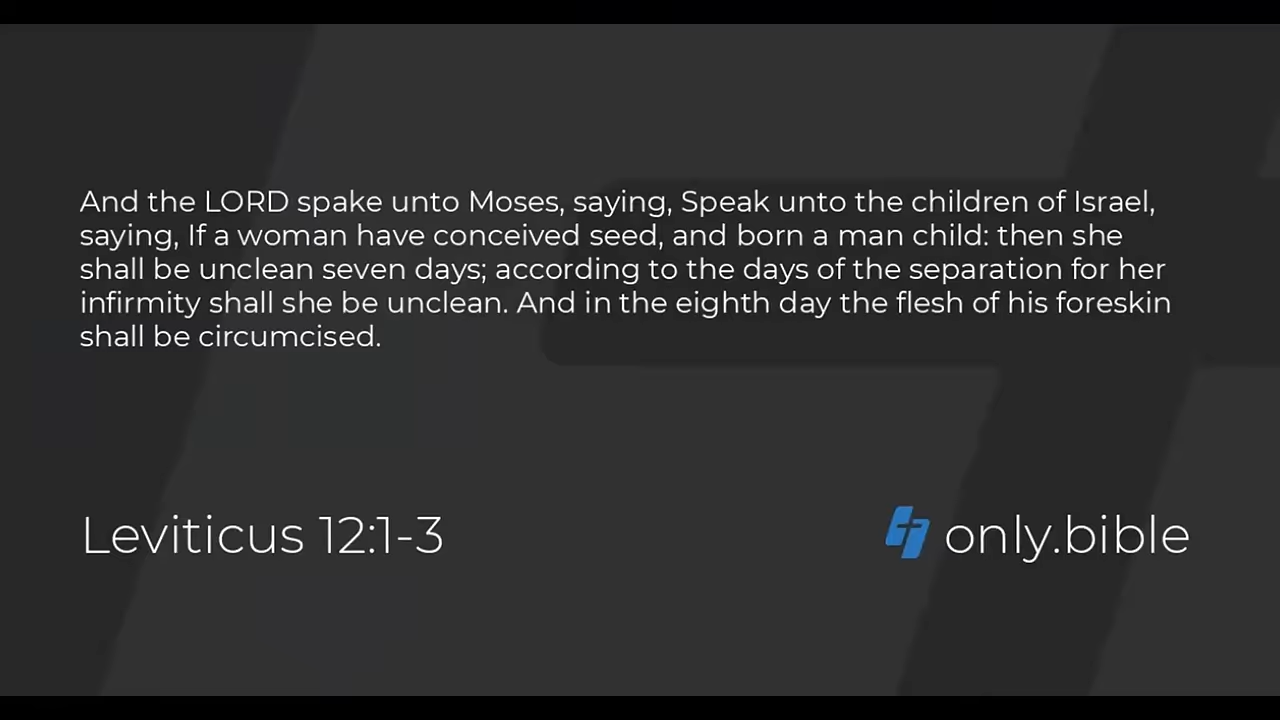 And the LORD spake unto Moses, saying, Speak unto the children of Israel,
saying, If a woman have conceived seed, and born a man child: then she
shall be unclean seven days; according to the days of the separation for her
infirmity shall she be unclean. And in the eighth day the flesh of his foreskin
shall be circumcised.
Leviticus 12:1-3
only.bible